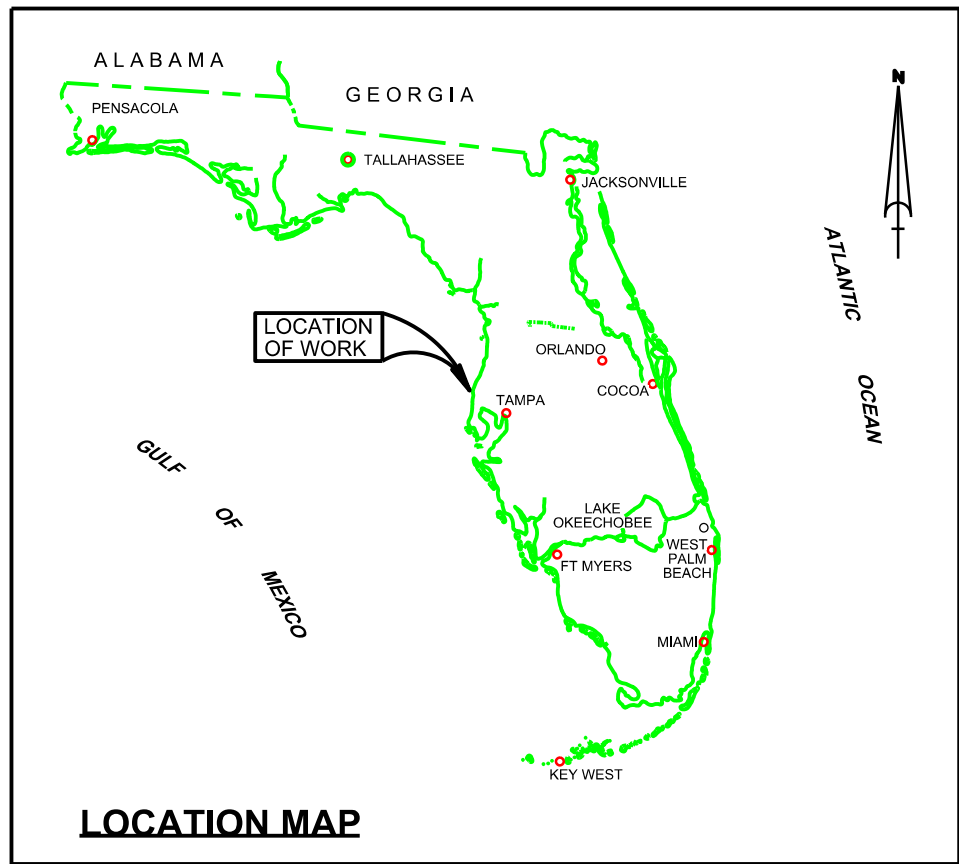 ALABAMA
GEORGIA
N
PENSACOLA
TALLAHASSEE
JACKSONVILLE
ATLANTIC
OCEAN
LOCATION
OF WORK
ORLANDO
COCOA
TAMPA
GULF
OF
MEXICO
LAKE
OKEECHOBEE
WEST
PALM
BEACH
FT MYERS
MIAMI
KEY WEST
LOCATION MAP